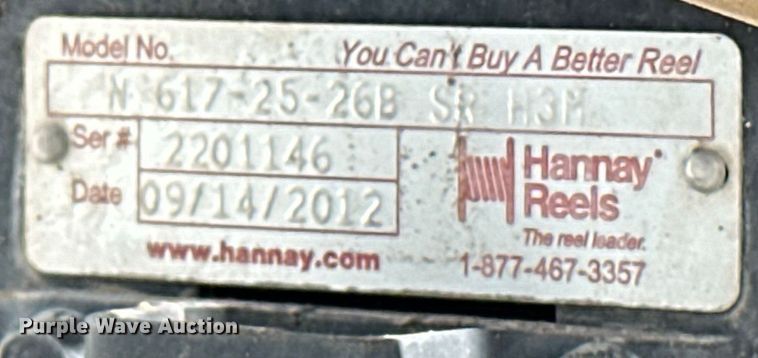 Model No. You Can't Buy A Better Reel
N 617-25-26B SR H3M
Ser # 2201146
Date 09/14/2012
Hannay
Reels
The reel leader.
www.hannay.com 1-877-467-3357
Purple Wave Auction